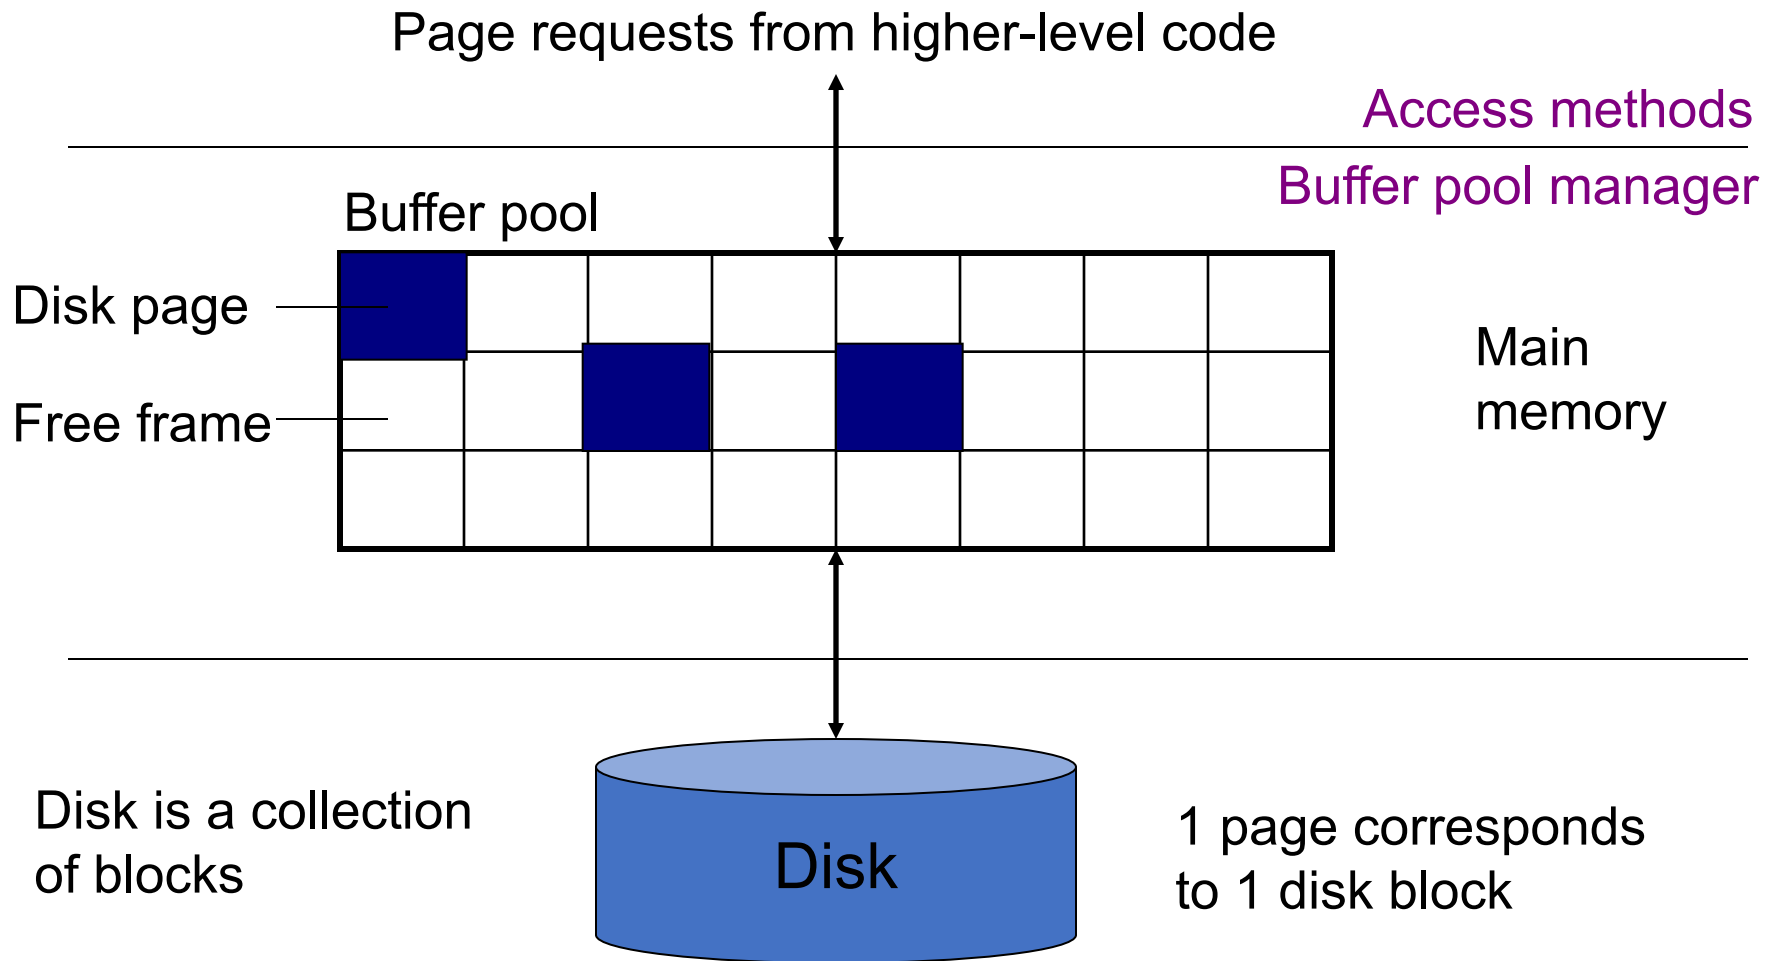 Page requests from higher-level code
Access methods
Buffer pool manager
Buffer pool
Disk page
Free frame
Main
memory
Disk is a collection
of blocks
Disk
1 page corresponds
to 1 disk block